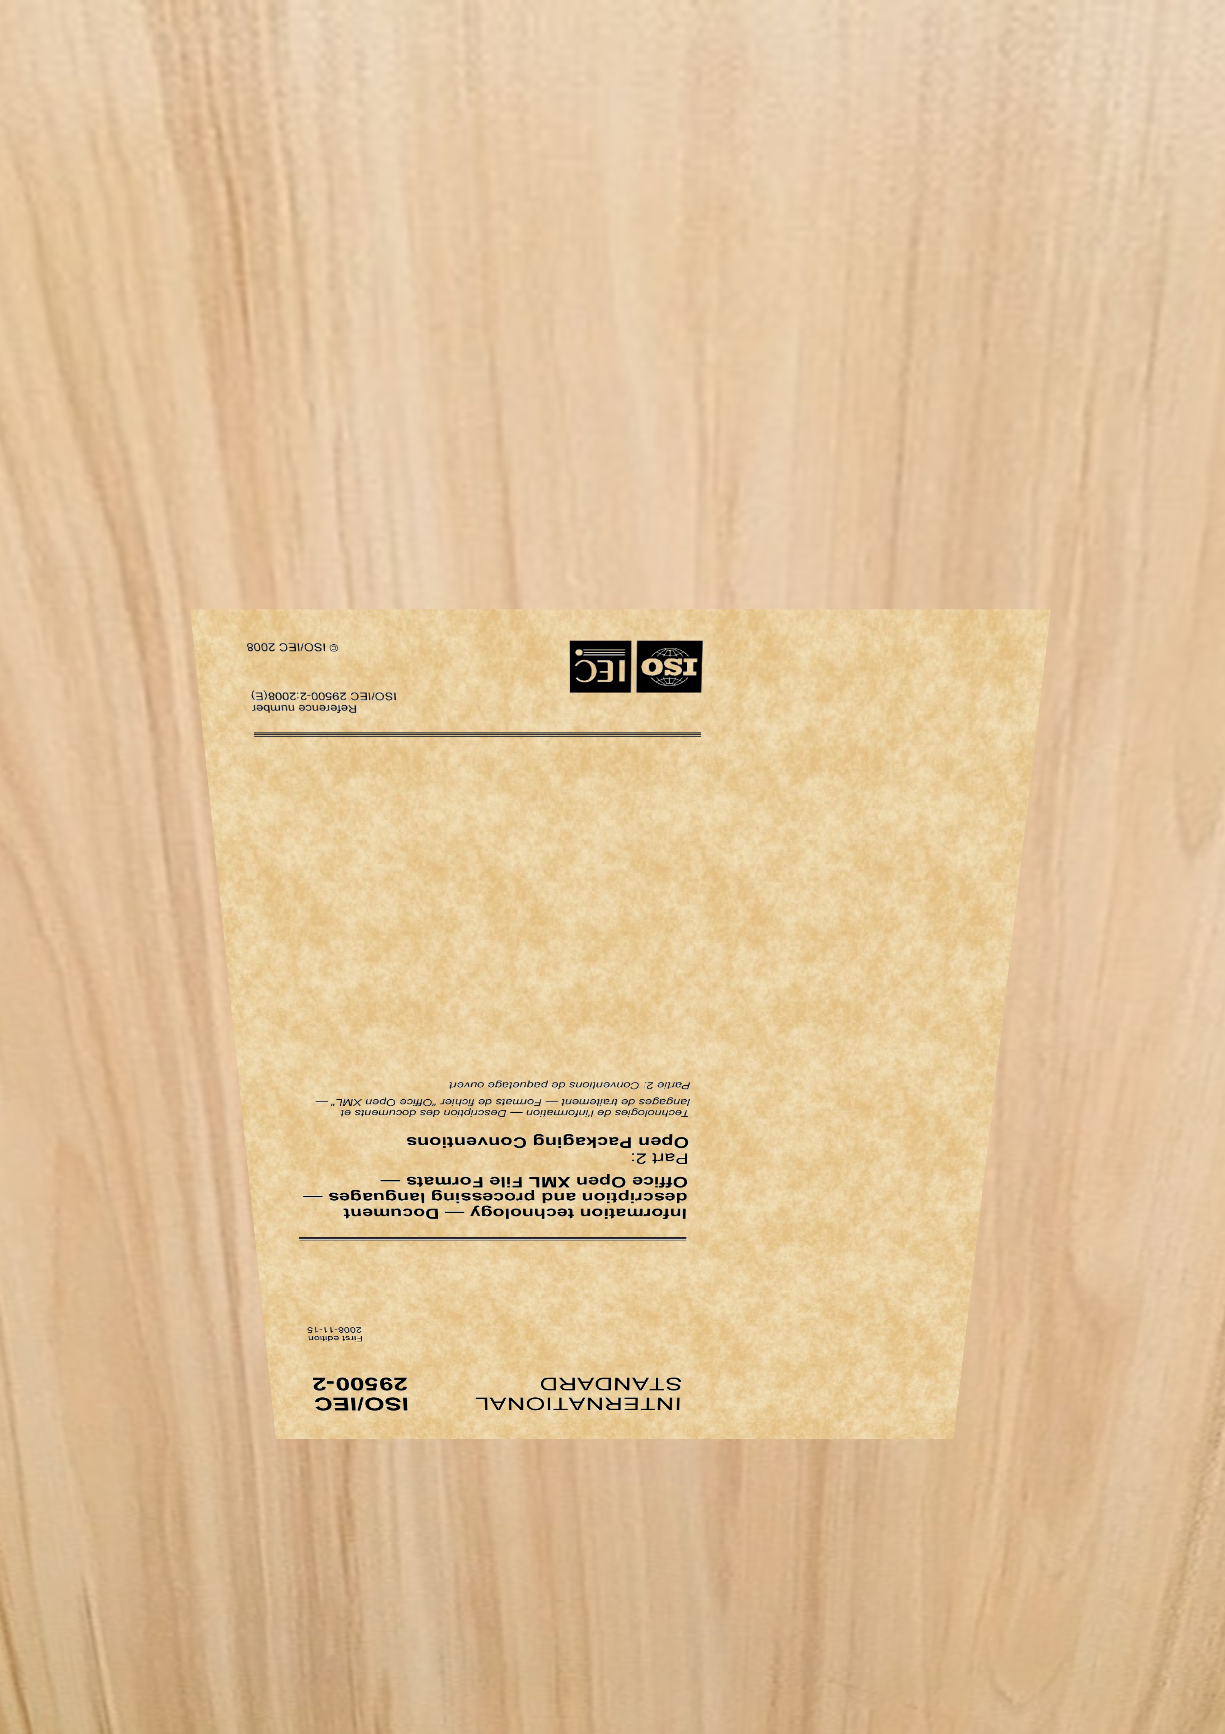 INTERNATIONAL
STANDARD
ISO/IEC
29500-2
First edition
2008-11-15
Information technology — Document
description and processing languages —
Office Open XML File Formats —
Part 2:
Open Packaging Conventions
Technologies de l'information — Description des documents et
langages de traitement — Formats de fichier "Office Open XML" —
Partie 2: Conventions de paquetage ouvert
Reference number
ISO/IEC 29500-2:2008(E)
ISO
IEC
© ISO/IEC 2008